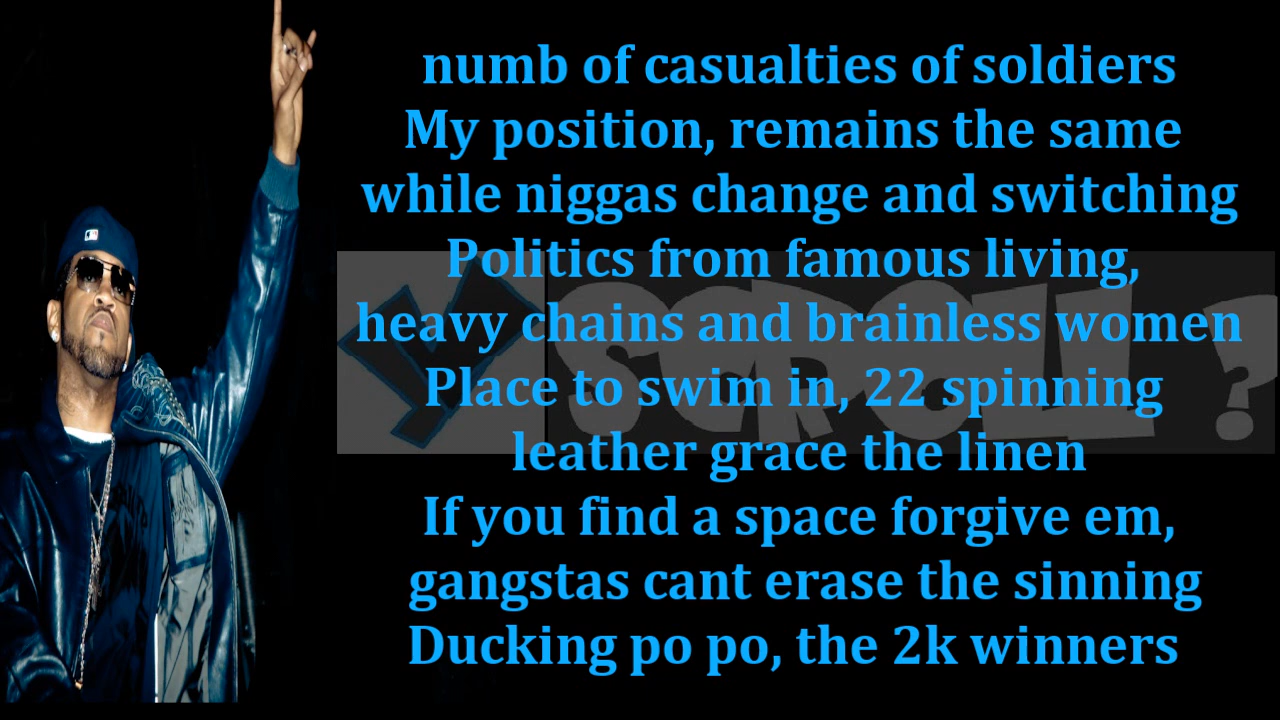 numb of casualties of soldiers
My position, remains the same
while niggas change and switching
Politics from famous living,
heavy chains and brainless women
Place to swim in, 22 spinning
leather grace the linen
If you find a space forgive em,
gangstas cant erase the sinning
Ducking po po, the 2k winners
SCROLL ?